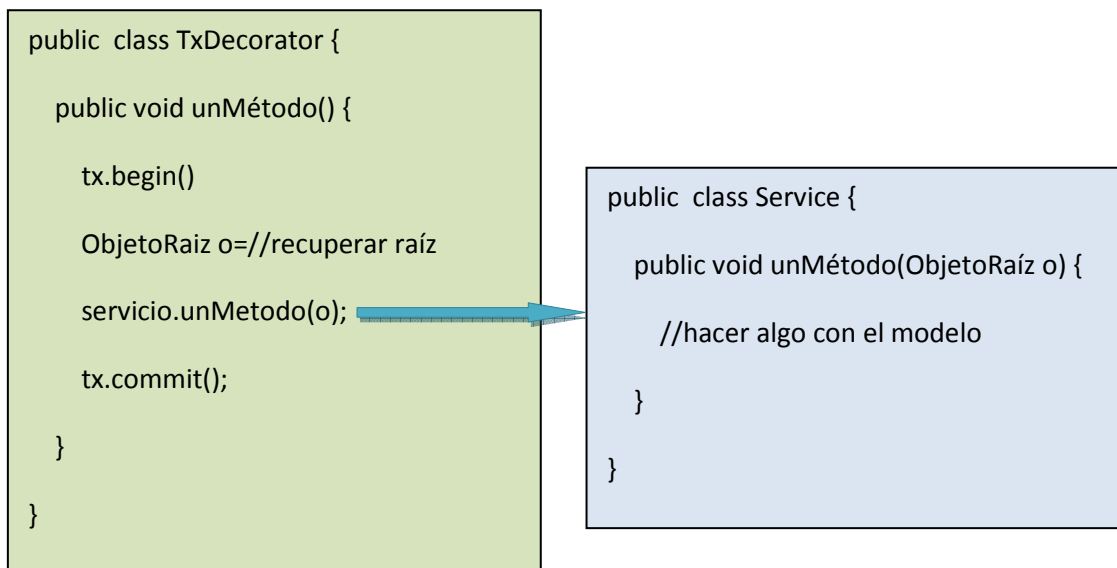 public  class TxDecorator {
public void unMétodo() {
tx.begin()
ObjetoRaiz o=//recuperar raíz
servicio.unMetodo(o);
tx.commit();
}
}
public  class Service {
public void unMétodo(ObjetoRaíz o) {
//hacer algo con el modelo
}
}